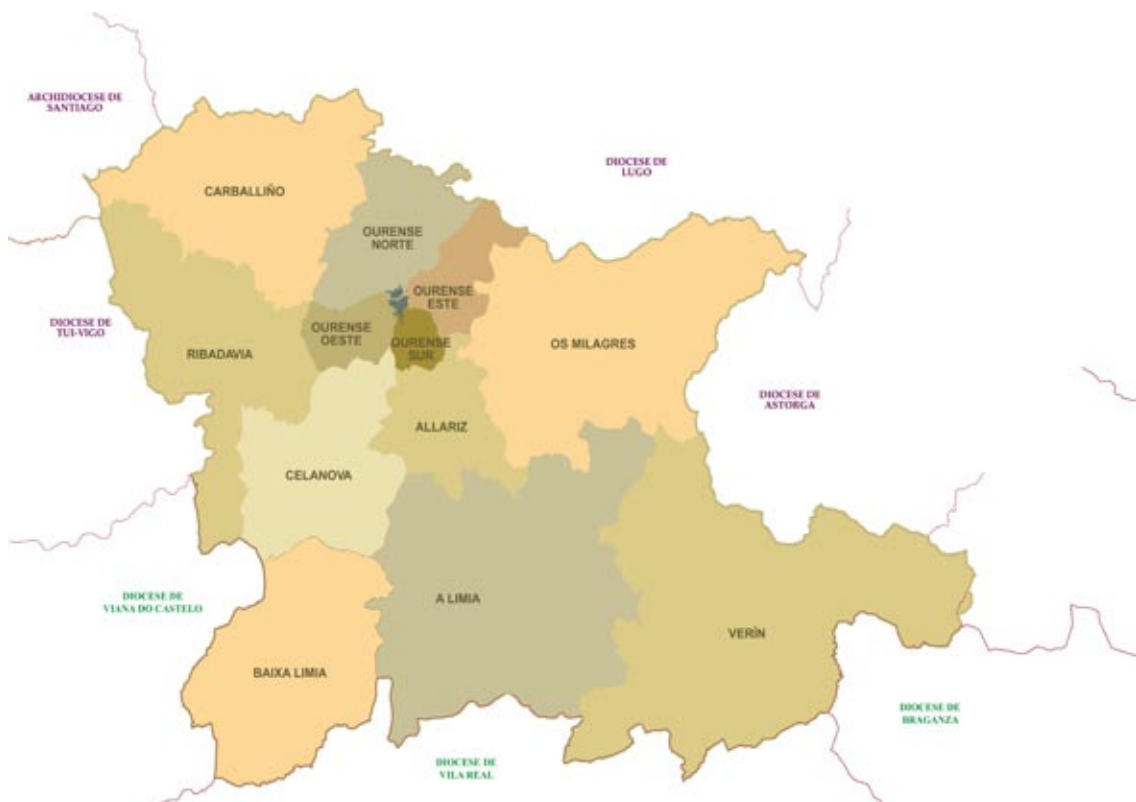 ARCHIDIOCESE DE
SANTIAGO
DIOCESE DE
LUGO
CARBALLIÑO
OURENSE
NORTE
OURENSE
ESTE
DIOCESE DE
TUI-VIGO
OURENSE
OESTE
OURENSE
SUR
RIBADAVIA
OS MILAGRES
DIOCESE DE
ASTORGA
ALLARIZ
CELANOVA
DIOCESE DE
VIANA DO CASTELO
A LIMIA
VERÌN
BAIXA LIMIA
DIOCESE DE
BRAGANZA
DIOCESE DE
VILA REAL